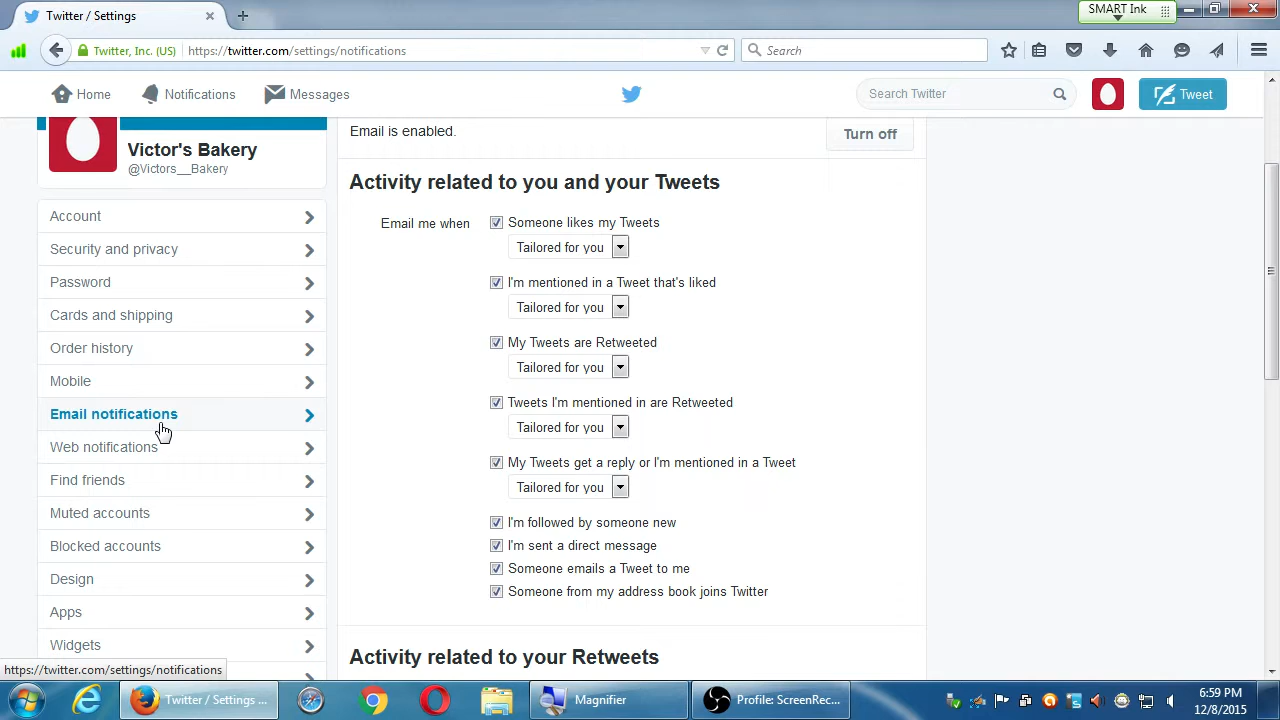 Twitter / Settings
SMART Ink
Twitter, Inc. (US)
https://twitter.com/settings/notifications
Search
Home
Notifications
Messages
Search Twitter
Tweet
Victor's Bakery
@Victors__Bakery
Account
Security and privacy
Password
Cards and shipping
Order history
Mobile
Email notifications
Web notifications
Find friends
Muted accounts
Blocked accounts
Design
Apps
Widgets
Email is enabled.
Turn off
Activity related to you and your Tweets
Email me when
Someone likes my Tweets
Tailored for you
I'm mentioned in a Tweet that's liked
Tailored for you
My Tweets are Retweeted
Tailored for you
Tweets I'm mentioned in are Retweeted
Tailored for you
My Tweets get a reply or I'm mentioned in a Tweet
Tailored for you
I'm followed by someone new
I'm sent a direct message
Someone emails a Tweet to me
Someone from my address book joins Twitter
Activity related to your Retweets
https://twitter.com/settings/notifications
Twitter / Settings ...
Magnifier
Profile: ScreenRec...
6:59 PM
12/8/2015